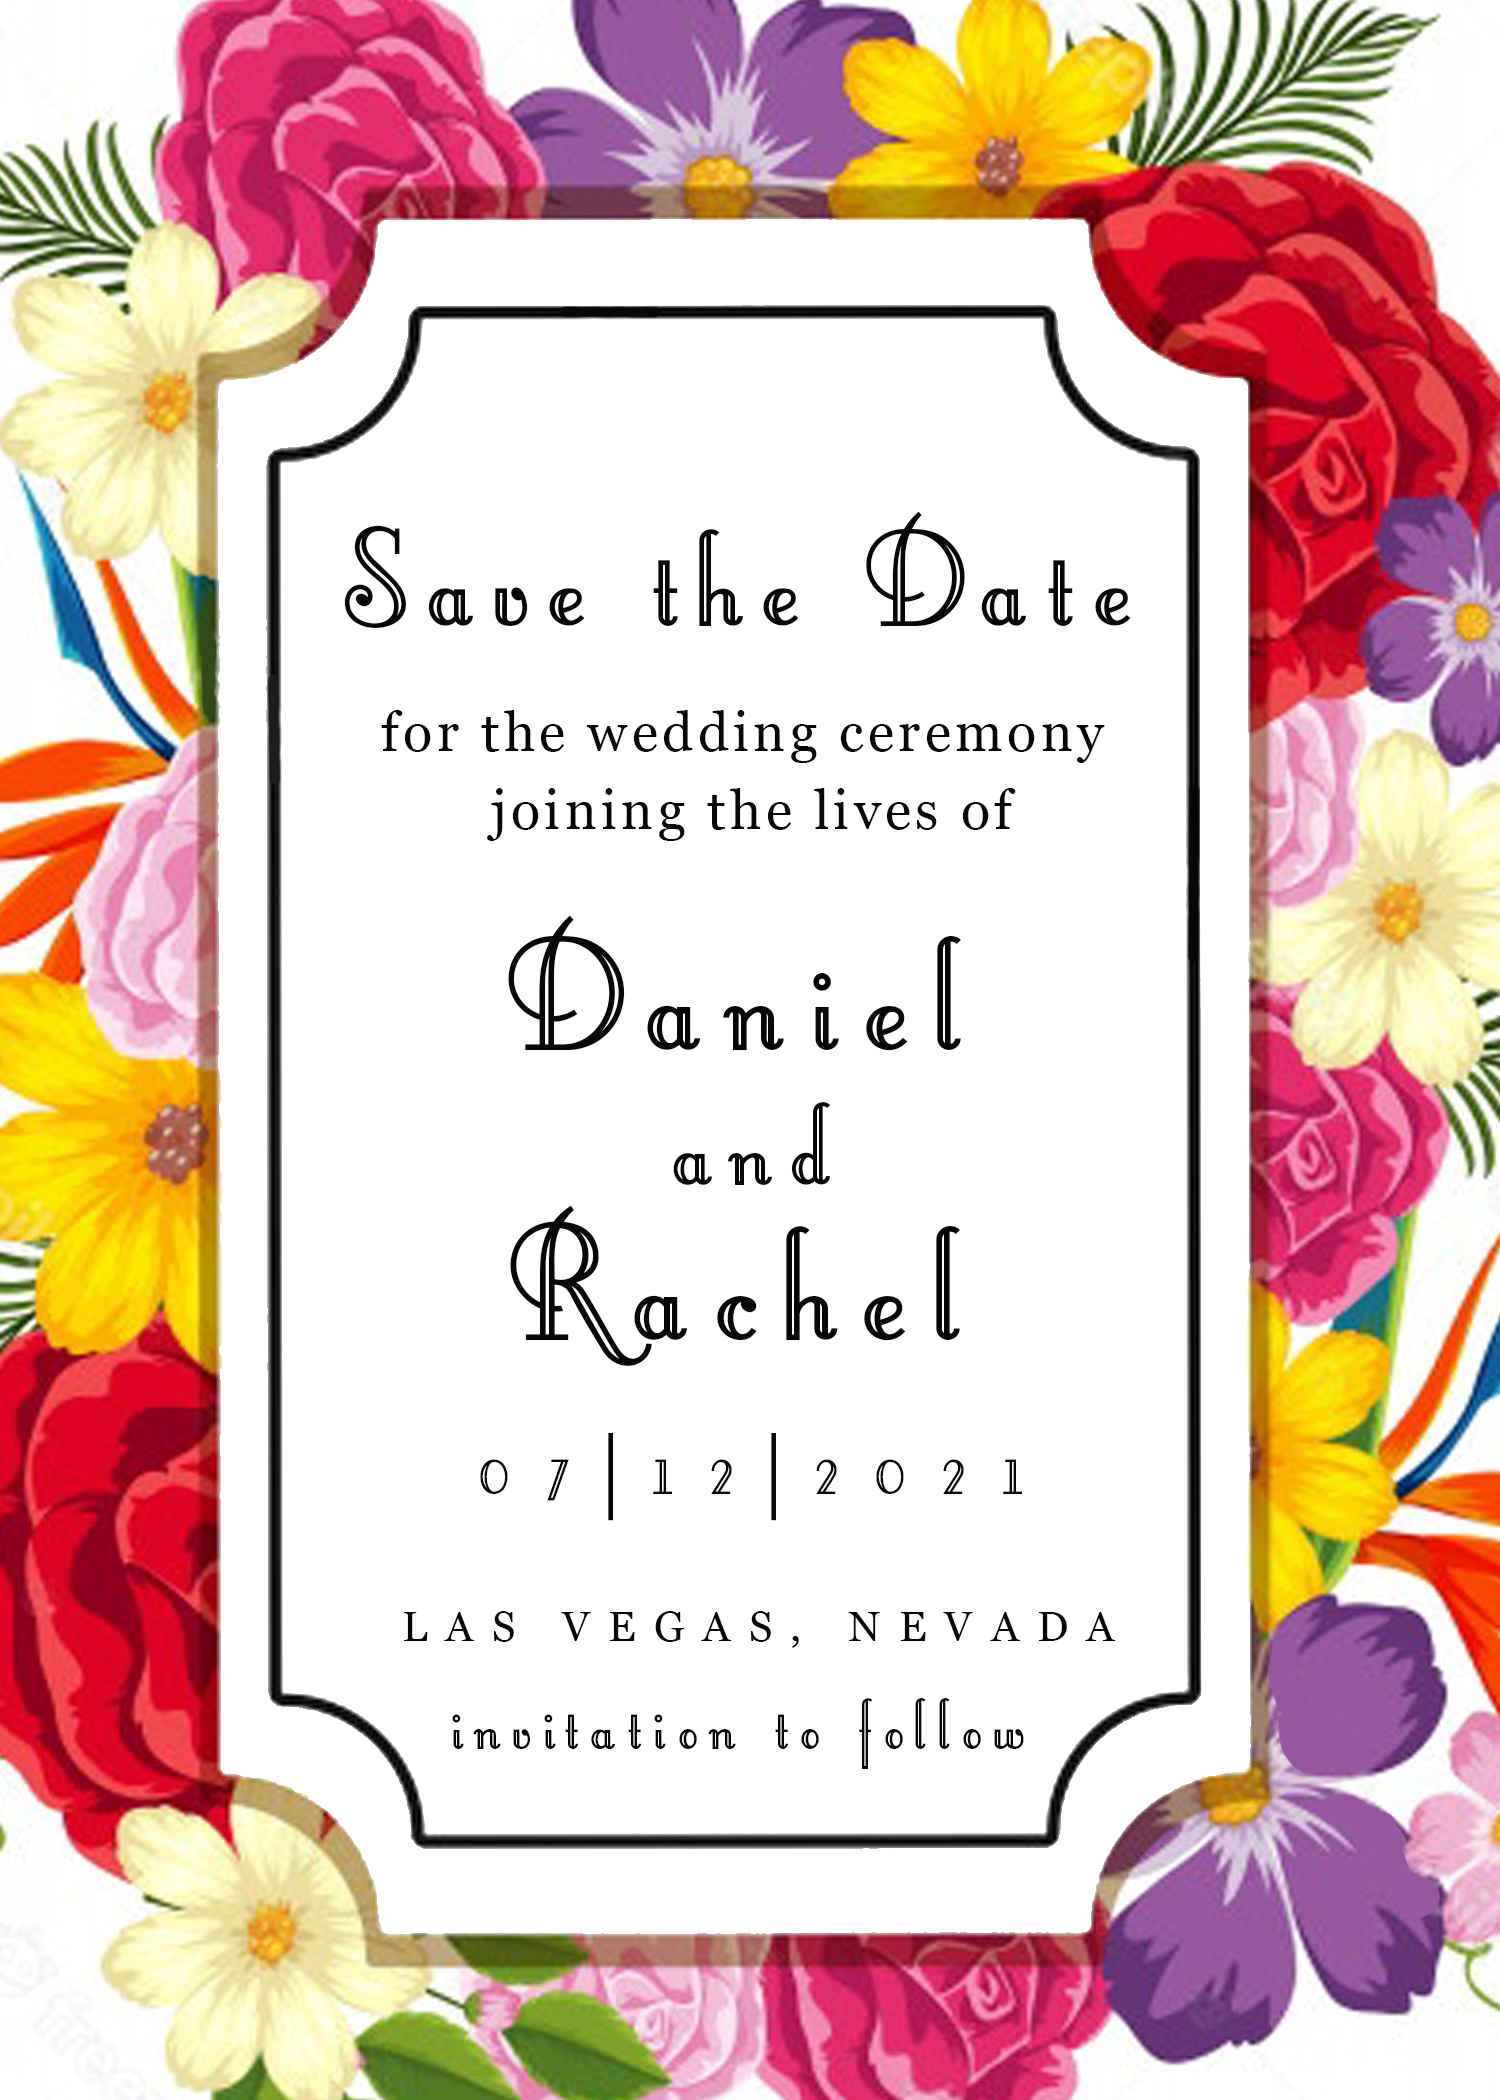 Save the Date
for the wedding ceremony
joining the lives of
Daniel
and
Rachel
07|12|2021
LAS VEGAS, NEVADA
invitation to follow